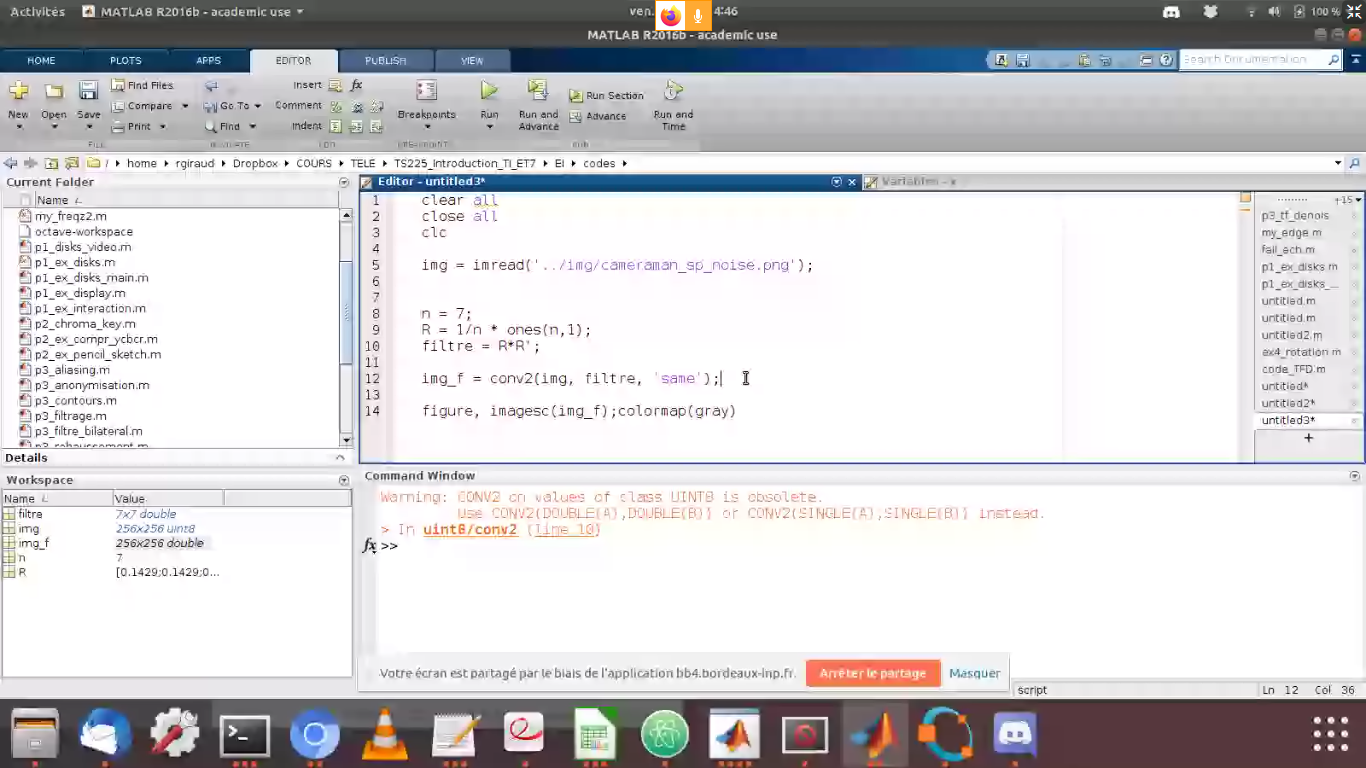 Activités MATLAB R2016b - academic use ven. 4:46 100 %
MATLAB R2016b - academic use
HOME PLOTS APPS EDITOR PUBLISH VIEW Search Documentation
New Open Save Find Files Compare Print Go To Find Insert fx Comment Indent Breakpoints Run Run and Advance Run Section Advance Run and Time
FILE NAVIGATE EDIT BREAKPOINTS RUN
/ home rgiraud Dropbox COURS TELE TS225_Introduction_TI_ET7 EI codes
Current Folder
Name
my_freqz2.m
octave-workspace
p1_disks_video.m
p1_ex_disks.m
p1_ex_disks_main.m
p1_ex_display.m
p1_ex_interaction.m
p2_chroma_key.m
p2_ex_compr_ycbcr.m
p2_ex_pencil_sketch.m
p3_aliasing.m
p3_anonymisation.m
p3_contours.m
p3_filtrage.m
p3_filtre_bilateral.m
p3_rehaussement.m
Details
Workspace
Name Value
filtre 7x7 double
img 256x256 uint8
img_f 256x256 double
n 7
R [0.1429;0.1429;0...
Editor - untitled3* Variables - x
1 clear all
2 close all
3 clc
4
5 img = imread('../img/cameraman_sp_noise.png');
6
7
8 n = 7;
9 R = 1/n * ones(n,1);
10 filtre = R*R';
11
12 img_f = conv2(img, filtre, 'same');
13
14 figure, imagesc(img_f);colormap(gray)
+15
p3_tf_denois
my_edge.m
fail_ech.m
p1_ex_disks.m
p1_ex_disks_...
untitled.m
untitled.m
untitled2.m
ex4_rotation.m
code_TFD.m
untitled*
untitled2*
untitled3*
+
Command Window
Warning: CONV2 on values of class UINT8 is obsolete.
Use CONV2(DOUBLE(A),DOUBLE(B)) or CONV2(SINGLE(A),SINGLE(B)) instead.
> In uint8/conv2 (line 10)
fx >>
Votre écran est partagé par le biais de l'application bb4.bordeaux-inp.fr. Arrêter le partage Masquer
script Ln 12 Col 36